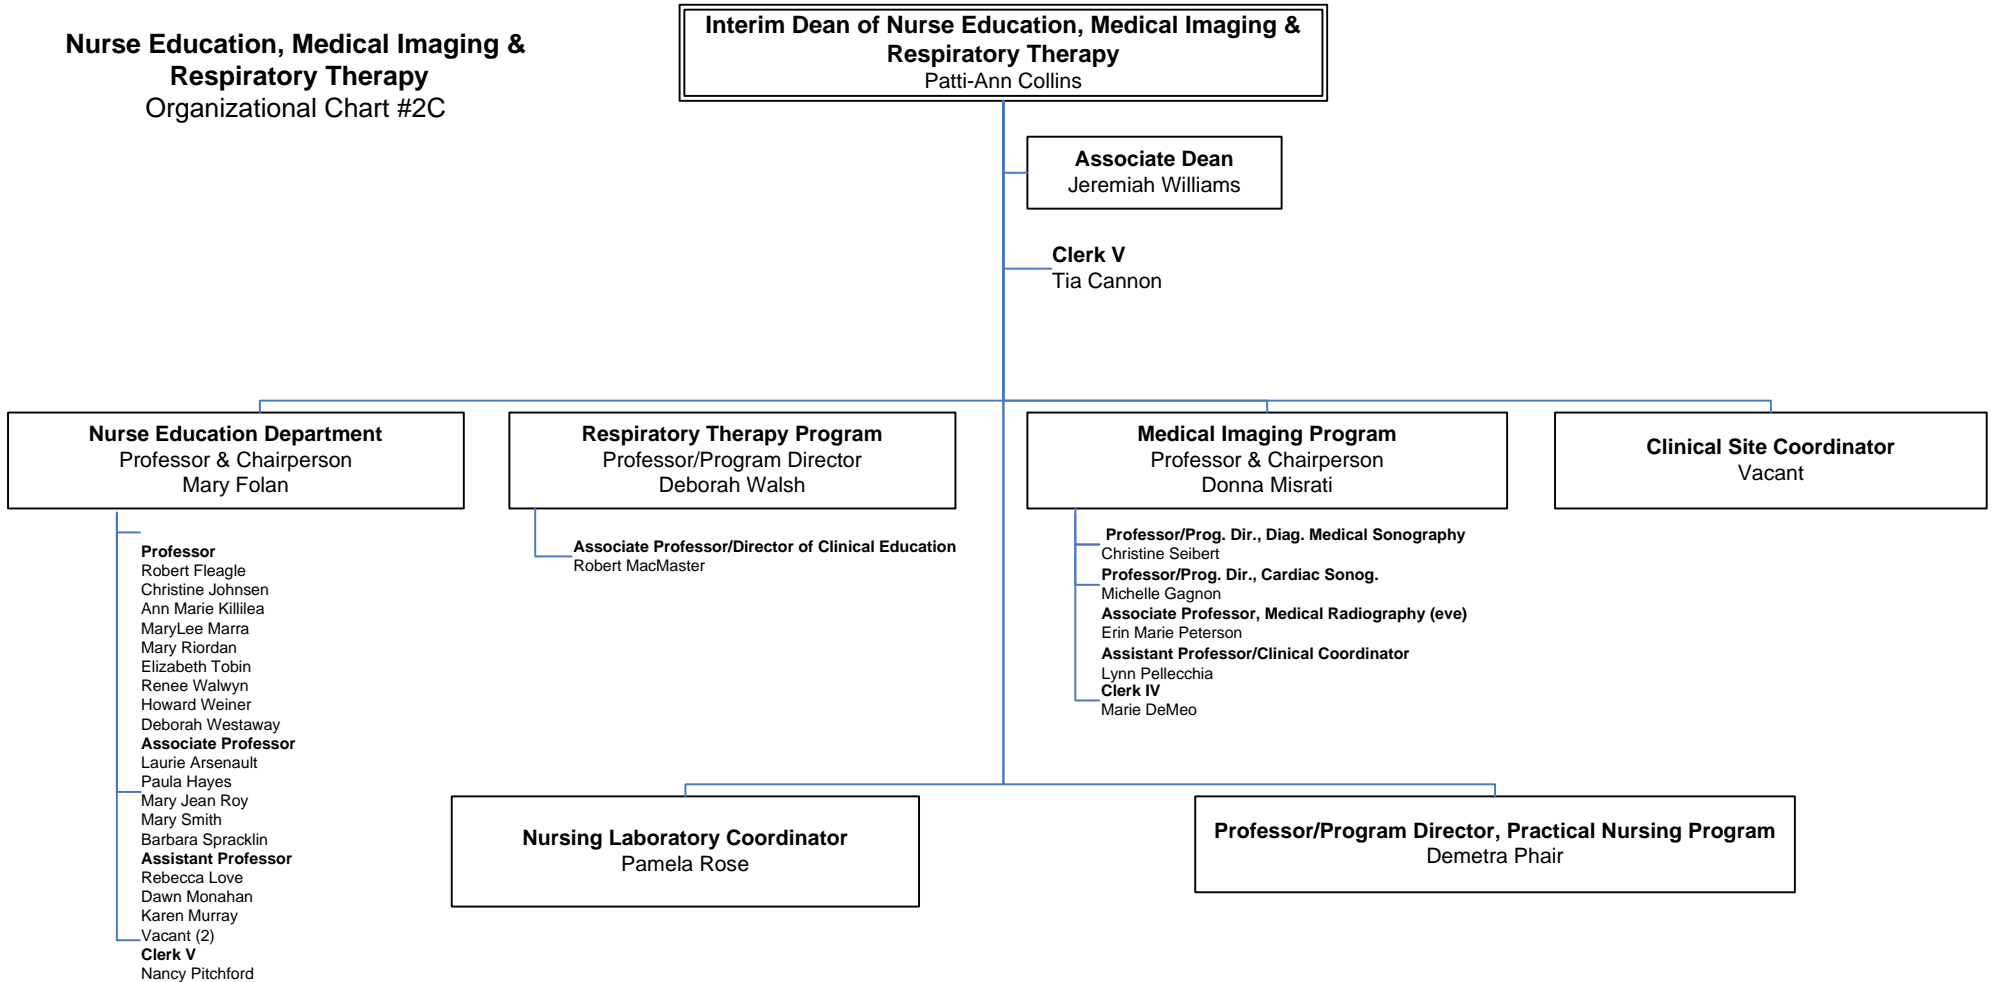 Nurse Education, Medical Imaging &
Respiratory Therapy
Organizational Chart #2C
Interim Dean of Nurse Education, Medical Imaging &
Respiratory Therapy
Patti-Ann Collins
Associate Dean
Jeremiah Williams
Clerk V
Tia Cannon
Nurse Education Department
Professor & Chairperson
Mary Folan
Professor
Robert Fleagle
Christine Johnsen
Ann Marie Killilea
MaryLee Marra
Mary Riordan
Elizabeth Tobin
Renee Walwyn
Howard Weiner
Deborah Westaway
Associate Professor
Laurie Arsenault
Paula Hayes
Mary Jean Roy
Mary Smith
Barbara Spracklin
Assistant Professor
Rebecca Love
Dawn Monahan
Karen Murray
Vacant (2)
Clerk V
Nancy Pitchford
Respiratory Therapy Program
Professor/Program Director
Deborah Walsh
Associate Professor/Director of Clinical Education
Robert MacMaster
Medical Imaging Program
Professor & Chairperson
Donna Misrati
Professor/Prog. Dir., Diag. Medical Sonography
Christine Seibert
Professor/Prog. Dir., Cardiac Sonog.
Michelle Gagnon
Associate Professor, Medical Radiography (eve)
Erin Marie Peterson
Assistant Professor/Clinical Coordinator
Lynn Pellecchia
Clerk IV
Marie DeMeo
Clinical Site Coordinator
Vacant
Nursing Laboratory Coordinator
Pamela Rose
Professor/Program Director, Practical Nursing Program
Demetra Phair